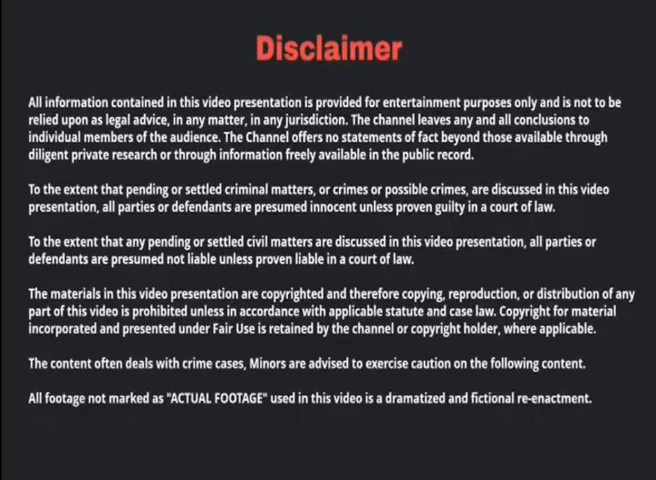 Disclaimer
All information contained in this video presentation is provided for entertainment purposes only and is not to be
relied upon as legal advice, in any matter, in any jurisdiction. The channel leaves any and all conclusions to
individual members of the audience. The Channel offers no statements of fact beyond those available through
diligent private research or through information freely available in the public record.
To the extent that pending or settled criminal matters, or crimes or possible crimes, are discussed in this video
presentation, all parties or defendants are presumed innocent unless proven guilty in a court of law.
To the extent that any pending or settled civil matters are discussed in this video presentation, all parties or
defendants are presumed not liable unless proven liable in a court of law.
The materials in this video presentation are copyrighted and therefore copying, reproduction, or distribution of any
part of this video is prohibited unless in accordance with applicable statute and case law. Copyright for material
incorporated and presented under Fair Use is retained by the channel or copyright holder, where applicable.
The content often deals with crime cases, Minors are advised to exercise caution on the following content.
All footage not marked as "ACTUAL FOOTAGE" used in this video is a dramatized and fictional re-enactment.